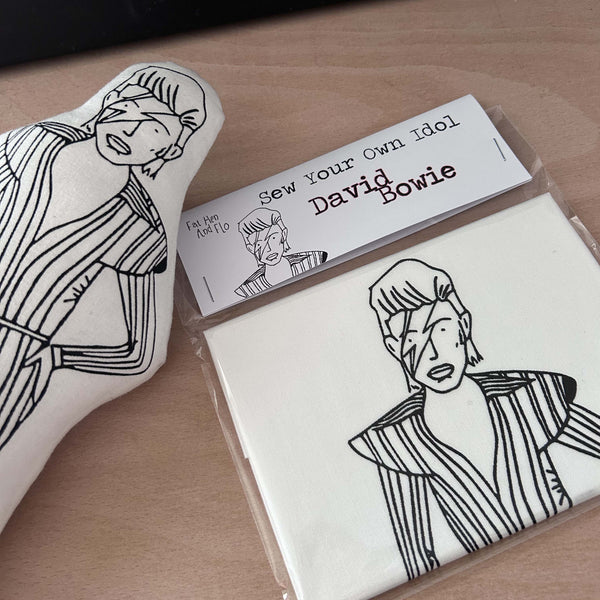 Sew Your Own Idol
David
Bowie
Fat Hen
And Flo